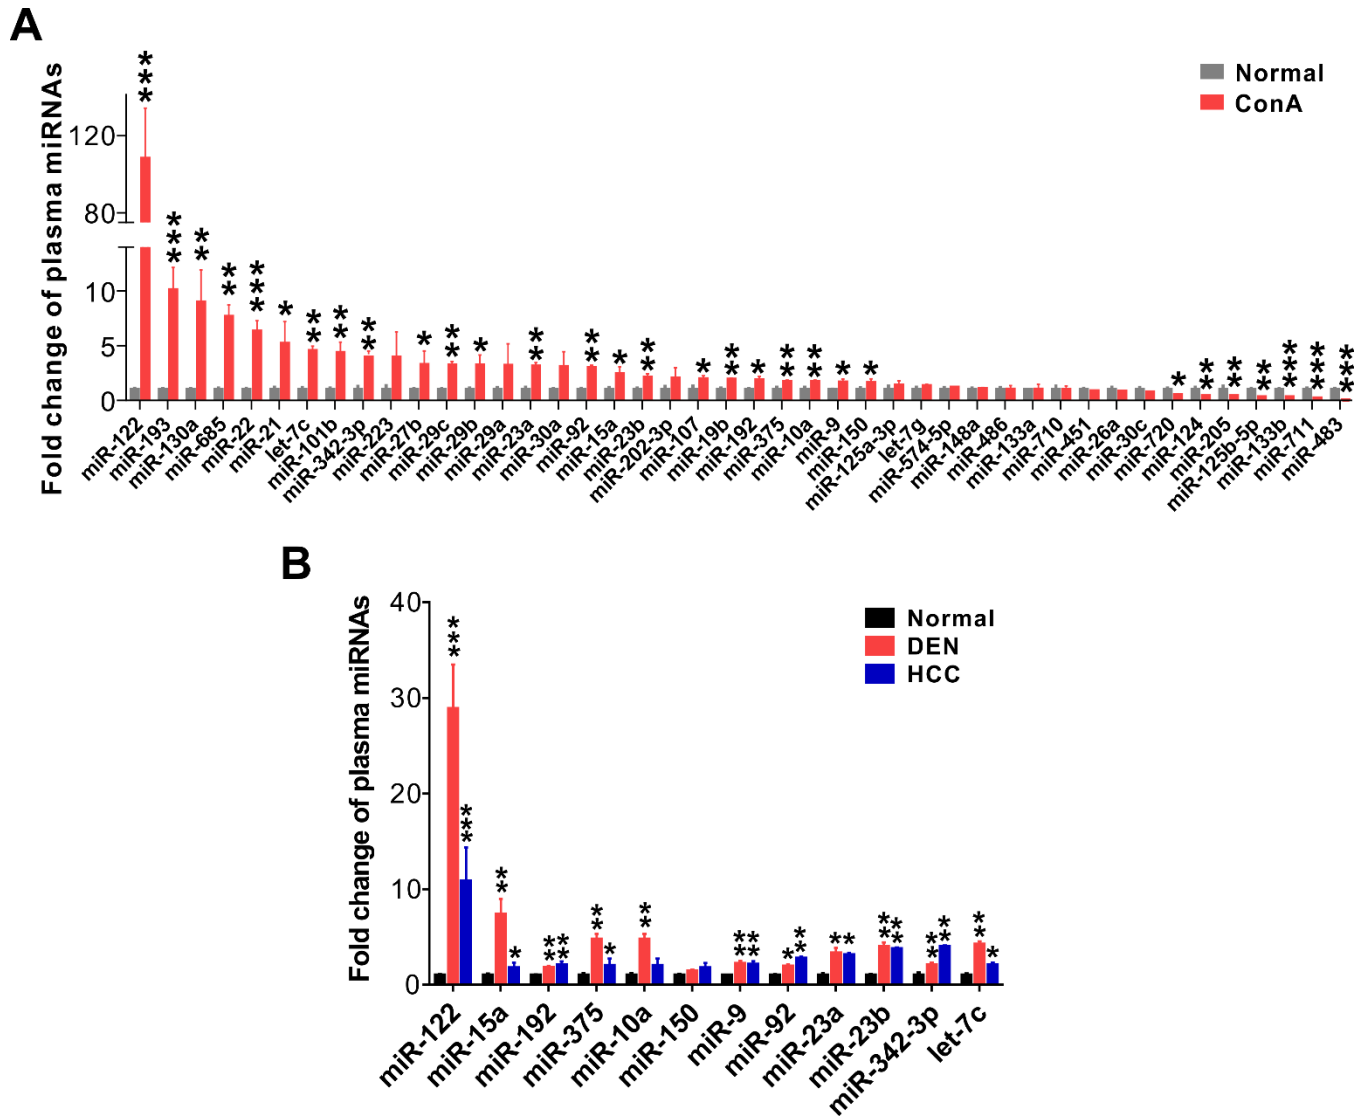 A
Fold change of plasma miRNAs
Normal
ConA
120
80
10
5
0
***
***
**
**
***
*
**
**
**
*
**
*
**
**
*
**
*
**
*
**
**
*
*
*
**
**
**
***
***
***
miR-122
miR-193
miR-130a
miR-685
miR-22
miR-21
let-7c
miR-101b
miR-342-3p
miR-223
miR-27b
miR-29c
miR-29b
miR-29a
miR-23a
miR-30a
miR-92
miR-15a
miR-23b
miR-202-3p
miR-107
miR-19b
miR-192
miR-375
miR-10a
miR-9
miR-150
miR-125a-3p
let-7g
miR-574-5p
miR-148a
miR-486
miR-133a
miR-710
miR-451
miR-26a
miR-30c
miR-720
miR-124
miR-205
miR-125b-5p
miR-133b
miR-711
miR-483
B
Fold change of plasma miRNAs
Normal
DEN
HCC
40
30
20
10
0
***
***
**
*
**
**
**
*
**
**
**
*
**
*
*
**
**
**
**
**
*
miR-122
miR-15a
miR-192
miR-375
miR-10a
miR-150
miR-9
miR-92
miR-23a
miR-23b
miR-342-3p
let-7c